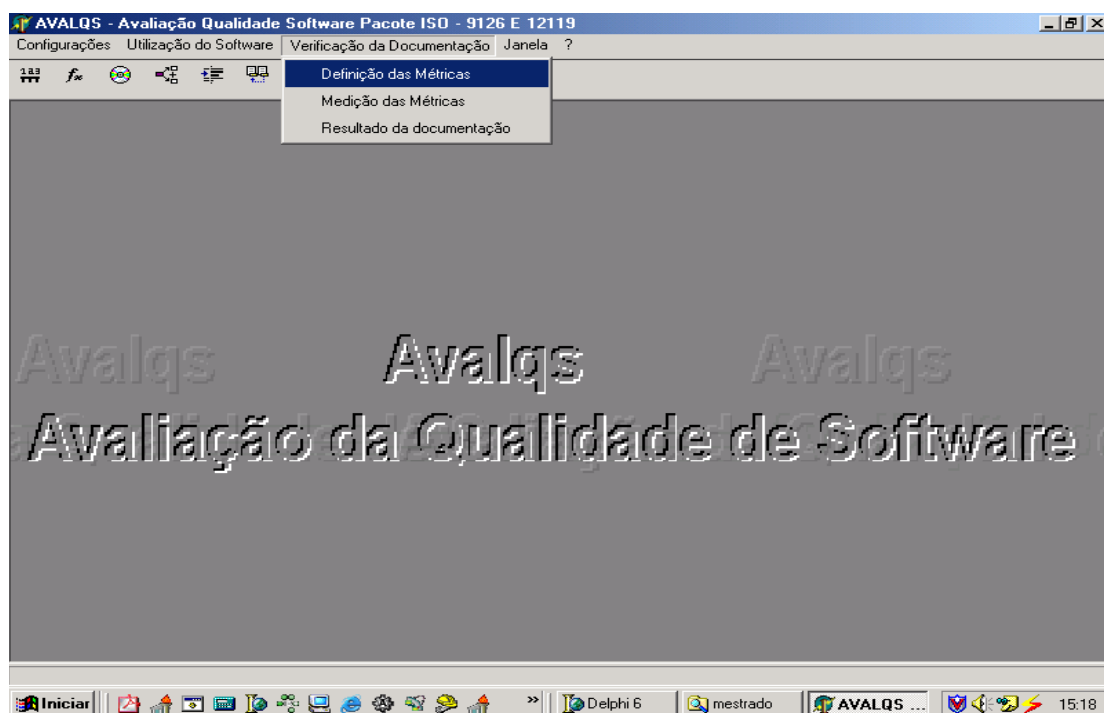 AVALQS - Avaliação Qualidade Software Pacote ISO - 9126 E 12119
Configurações Utilização do Software Verificação da Documentação Janela ?
Definição das Métricas
Medição das Métricas
Resultado da documentação
Avalqs Avalqs Avalqs
Avaliação da Qualidade de Software
Iniciar » Delphi 6 mestrado AVALQS ... 15:18